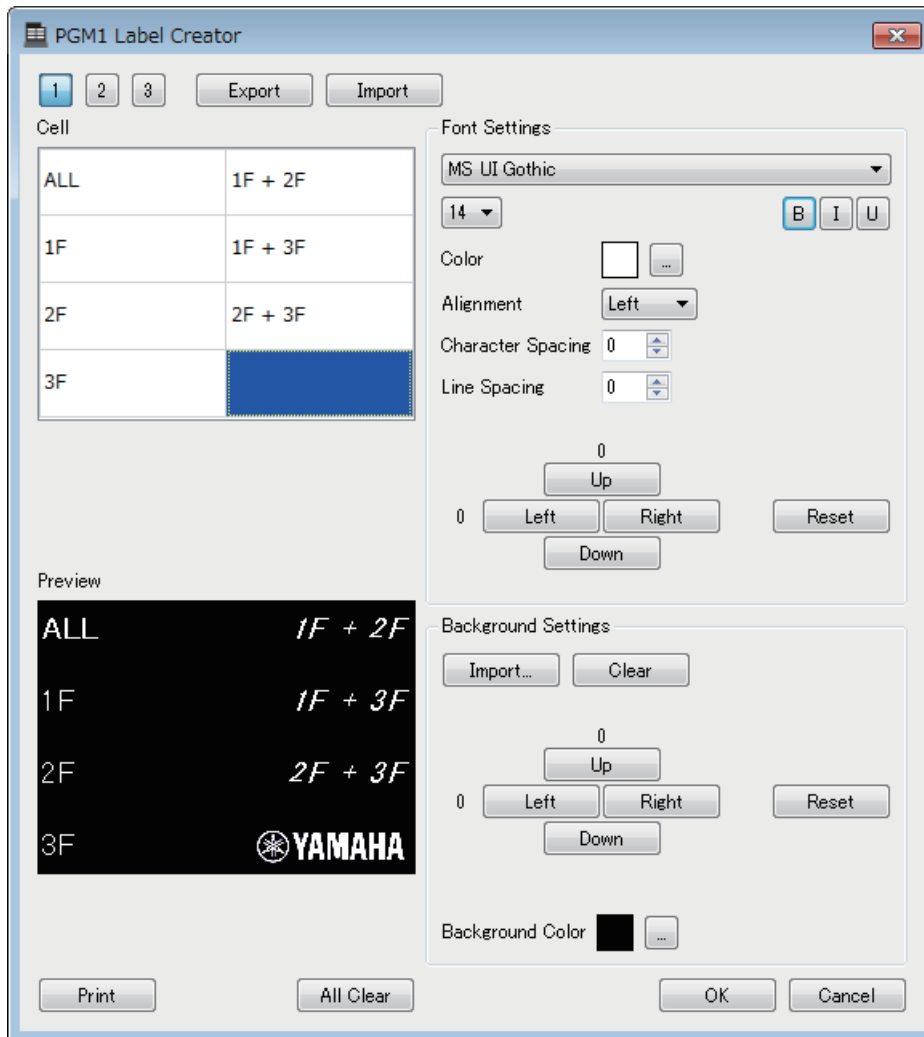 PGM1 Label Creator
1 2 3 Export Import
Cell
ALL 1F + 2F
1F 1F + 3F
2F 2F + 3F
3F
Font Settings
MS UI Gothic
14 B I U
Color ...
Alignment Left
Character Spacing 0
Line Spacing 0
0
Up
0 Left Right Reset
Down
Preview
ALL 1F + 2F
1F 1F + 3F
2F 2F + 3F
3F YAMAHA
Background Settings
Import... Clear
0
Up
0 Left Right Reset
Down
Background Color ...
Print All Clear OK Cancel